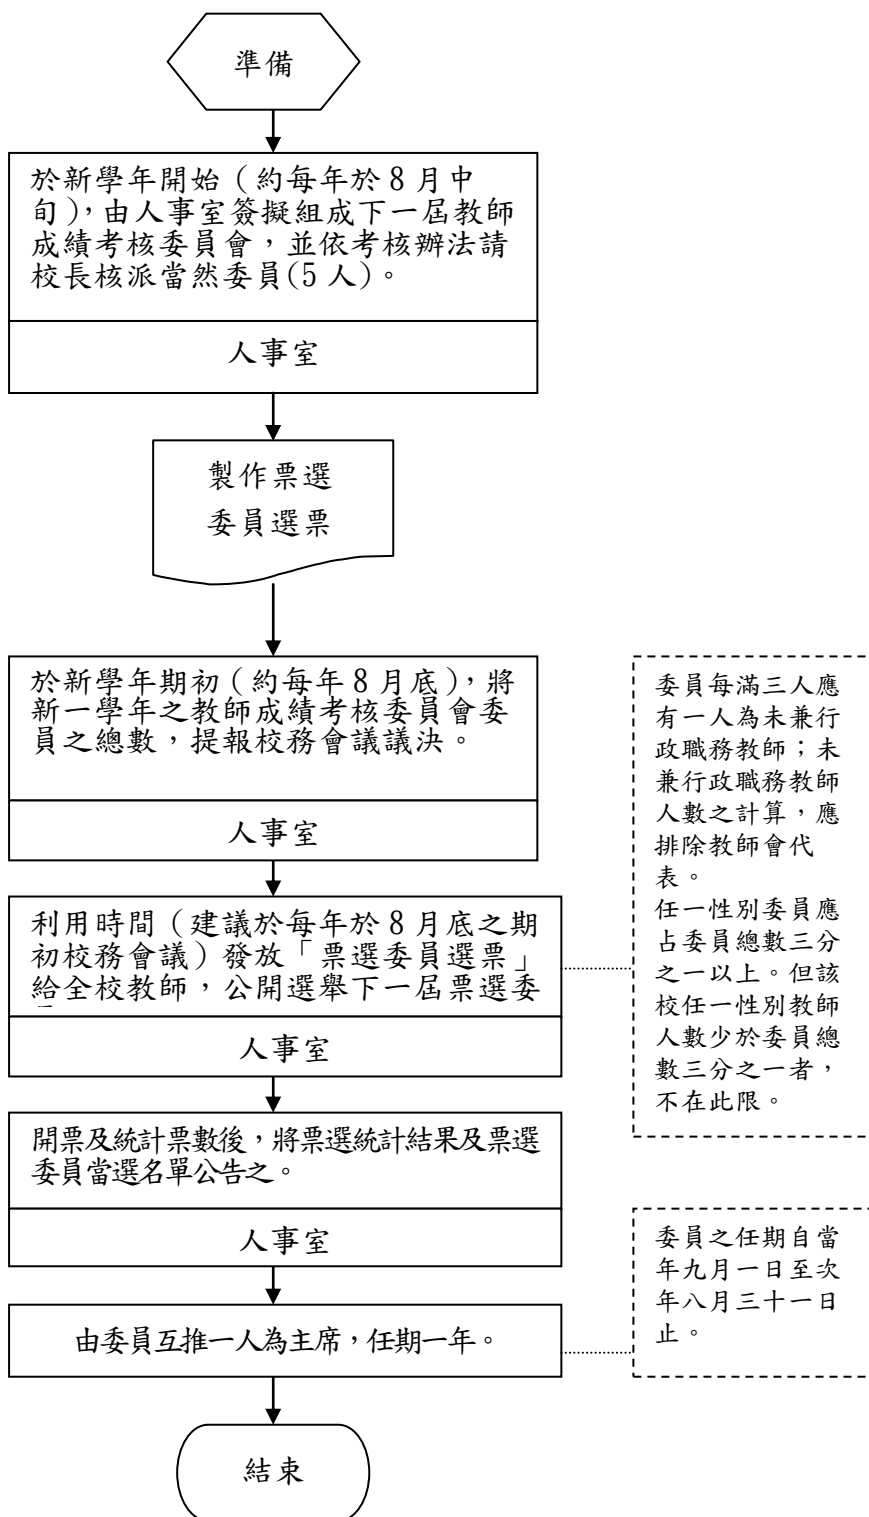 準備
於新學年開始（約每年於8月中
旬），由人事室簽擬組成下一屆教師
成績考核委員會，並依考核辦法請
校長核派當然委員(5人)。
人事室
製作票選
委員選票
於新學年期初（約每年8月底），將
新一學年之教師成績考核委員會委
員之總數，提報校務會議議決。
人事室
利用時間（建議於每年於8月底之期
初校務會議）發放「票選委員選票」
給全校教師，公開選舉下一屆票選委
人事室
開票及統計票數後，將票選統計結果及票選
委員當選名單公告之。
人事室
由委員互推一人為主席，任期一年。
結束
委員每滿三人應
有一人為未兼行
政職務教師；未
兼行政職務教師
人數之計算，應
排除教師會代
表。
任一性別委員應
占委員總數三分
之一以上。但該
校任一性別教師
人數少於委員總
數三分之一者，
不在此限。
委員之任期自當
年九月一日至次
年八月三十一日
止。